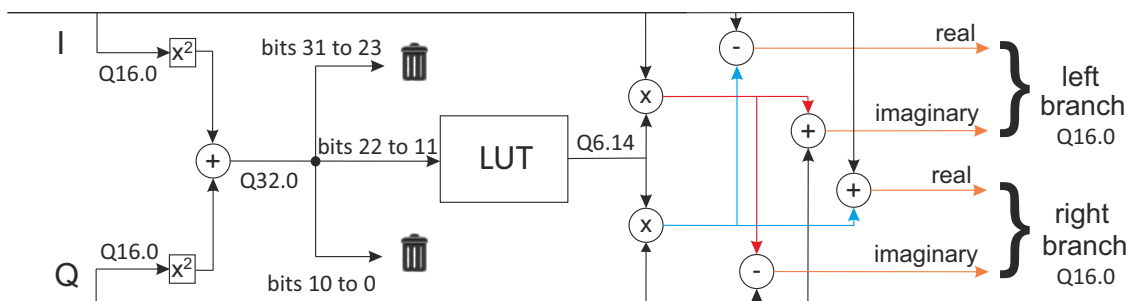 I
Q16.0
x²
bits 31 to 23
+
Q32.0
bits 22 to 11
LUT
Q6.14
bits 10 to 0
Q
Q16.0
x²
x
x
-
+
+
-
real
imaginary
left
branch
Q16.0
real
imaginary
right
branch
Q16.0